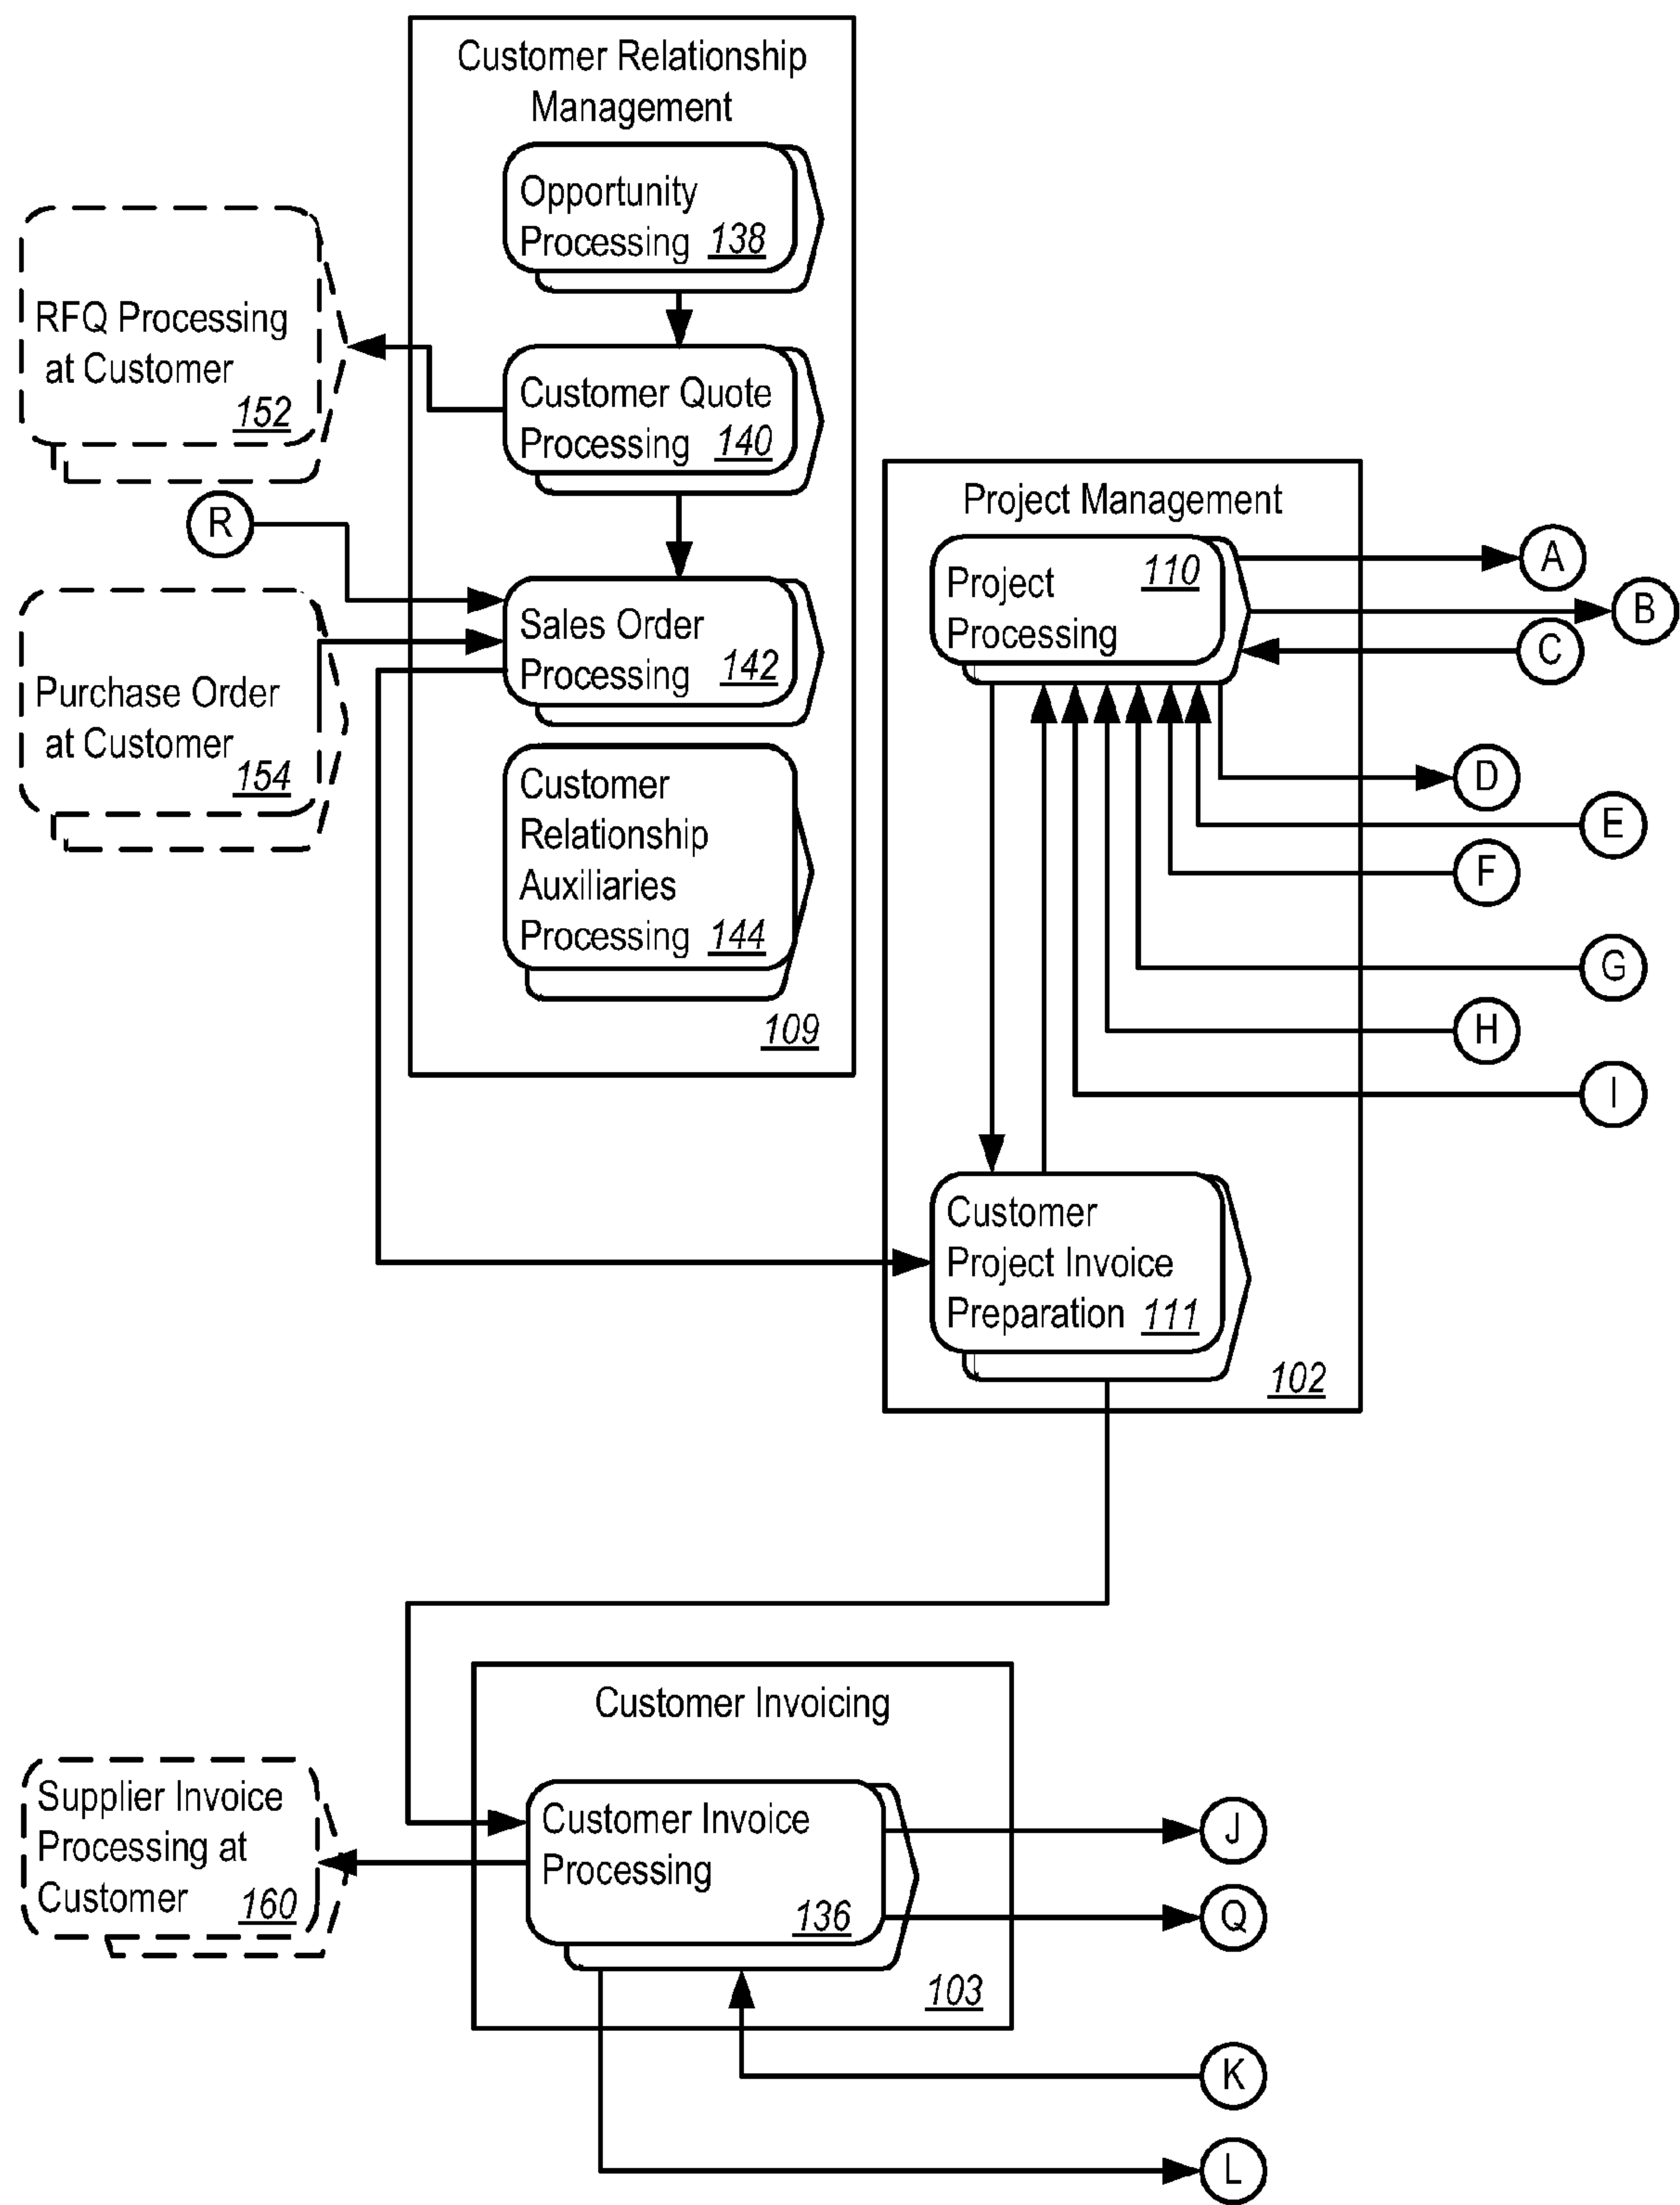 Customer Relationship
Management
Opportunity
Processing 138
RFQ Processing
at Customer
152
Customer Quote
Processing 140
R
Sales Order
Processing 142
Purchase Order
at Customer
154
Customer
Relationship
Auxiliaries
Processing 144
109
Project Management
Project 110
Processing
A
B
C
D
E
F
G
H
I
Customer
Project Invoice
Preparation 111
102
Customer Invoicing
Supplier Invoice
Processing at
Customer 160
Customer Invoice
Processing
136
103
J
Q
K
L